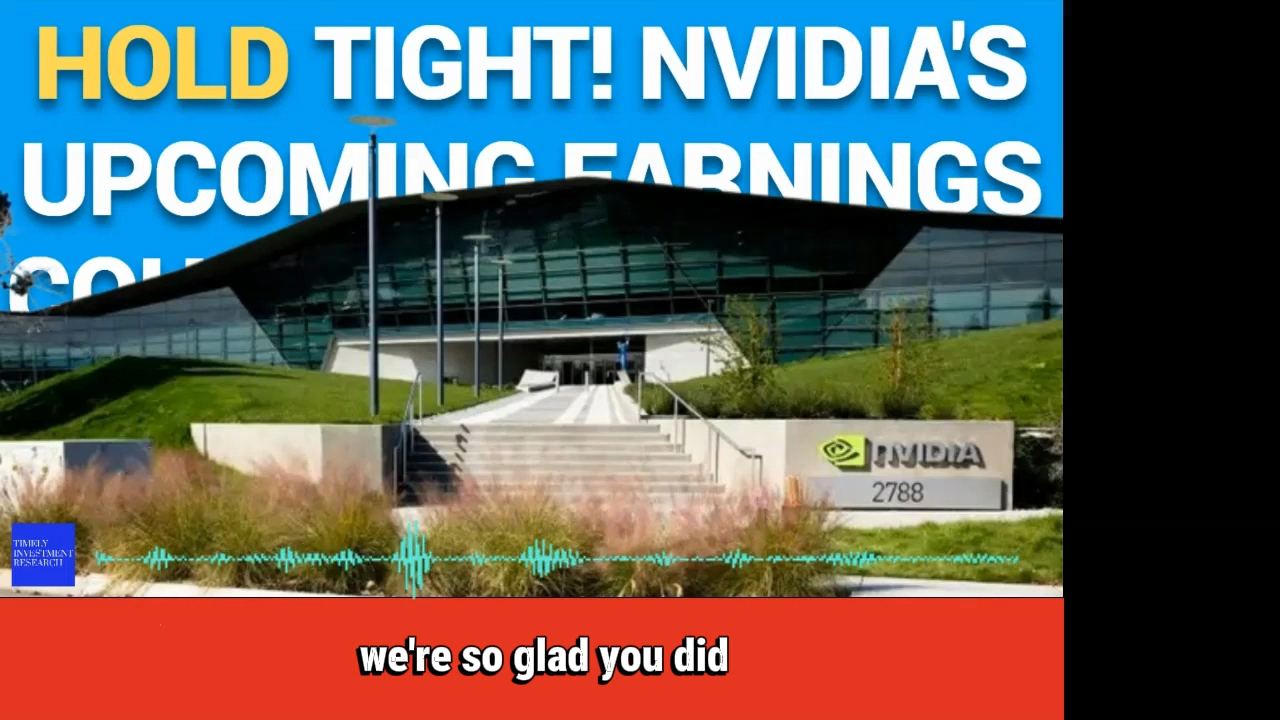 HOLD TIGHT! NVIDIA'S
UPCOMING EARNINGS
NVIDIA
2788
TIMELY
INVESTMENT
RESEARCH
we're so glad you did